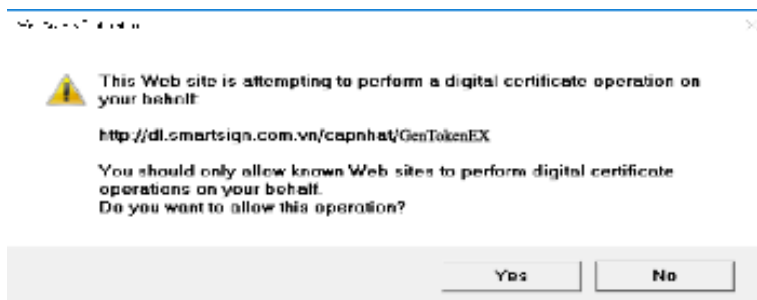 This Web site is attempting to perform a digital certificate operation on
your behalf:
http://dl.smartsign.com.vn/capnhat/GenTokenEX
You should only allow known Web sites to perform digital certificate
operations on your behalf.
Do you want to allow this operation?
Yes No